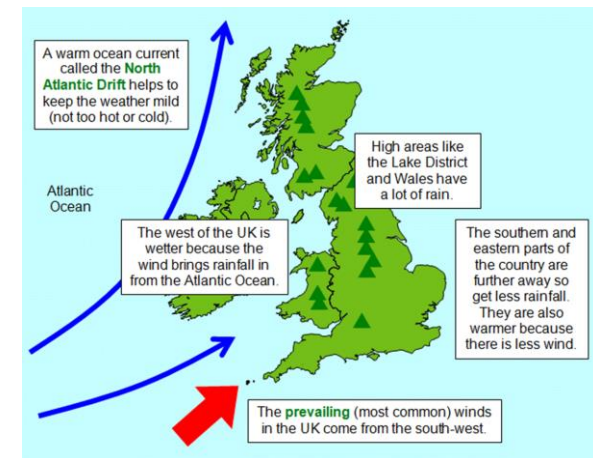 A warm ocean current
called the North
Atlantic Drift helps to
keep the weather mild
(not too hot or cold).
High areas like
the Lake District
and Wales have
a lot of rain.
Atlantic
Ocean
The west of the UK is
wetter because the
wind brings rainfall in
from the Atlantic Ocean.
The southern and
eastern parts of
the country are
further away so
get less rainfall.
They are also
warmer because
there is less wind.
The prevailing (most common) winds
in the UK come from the south-west.